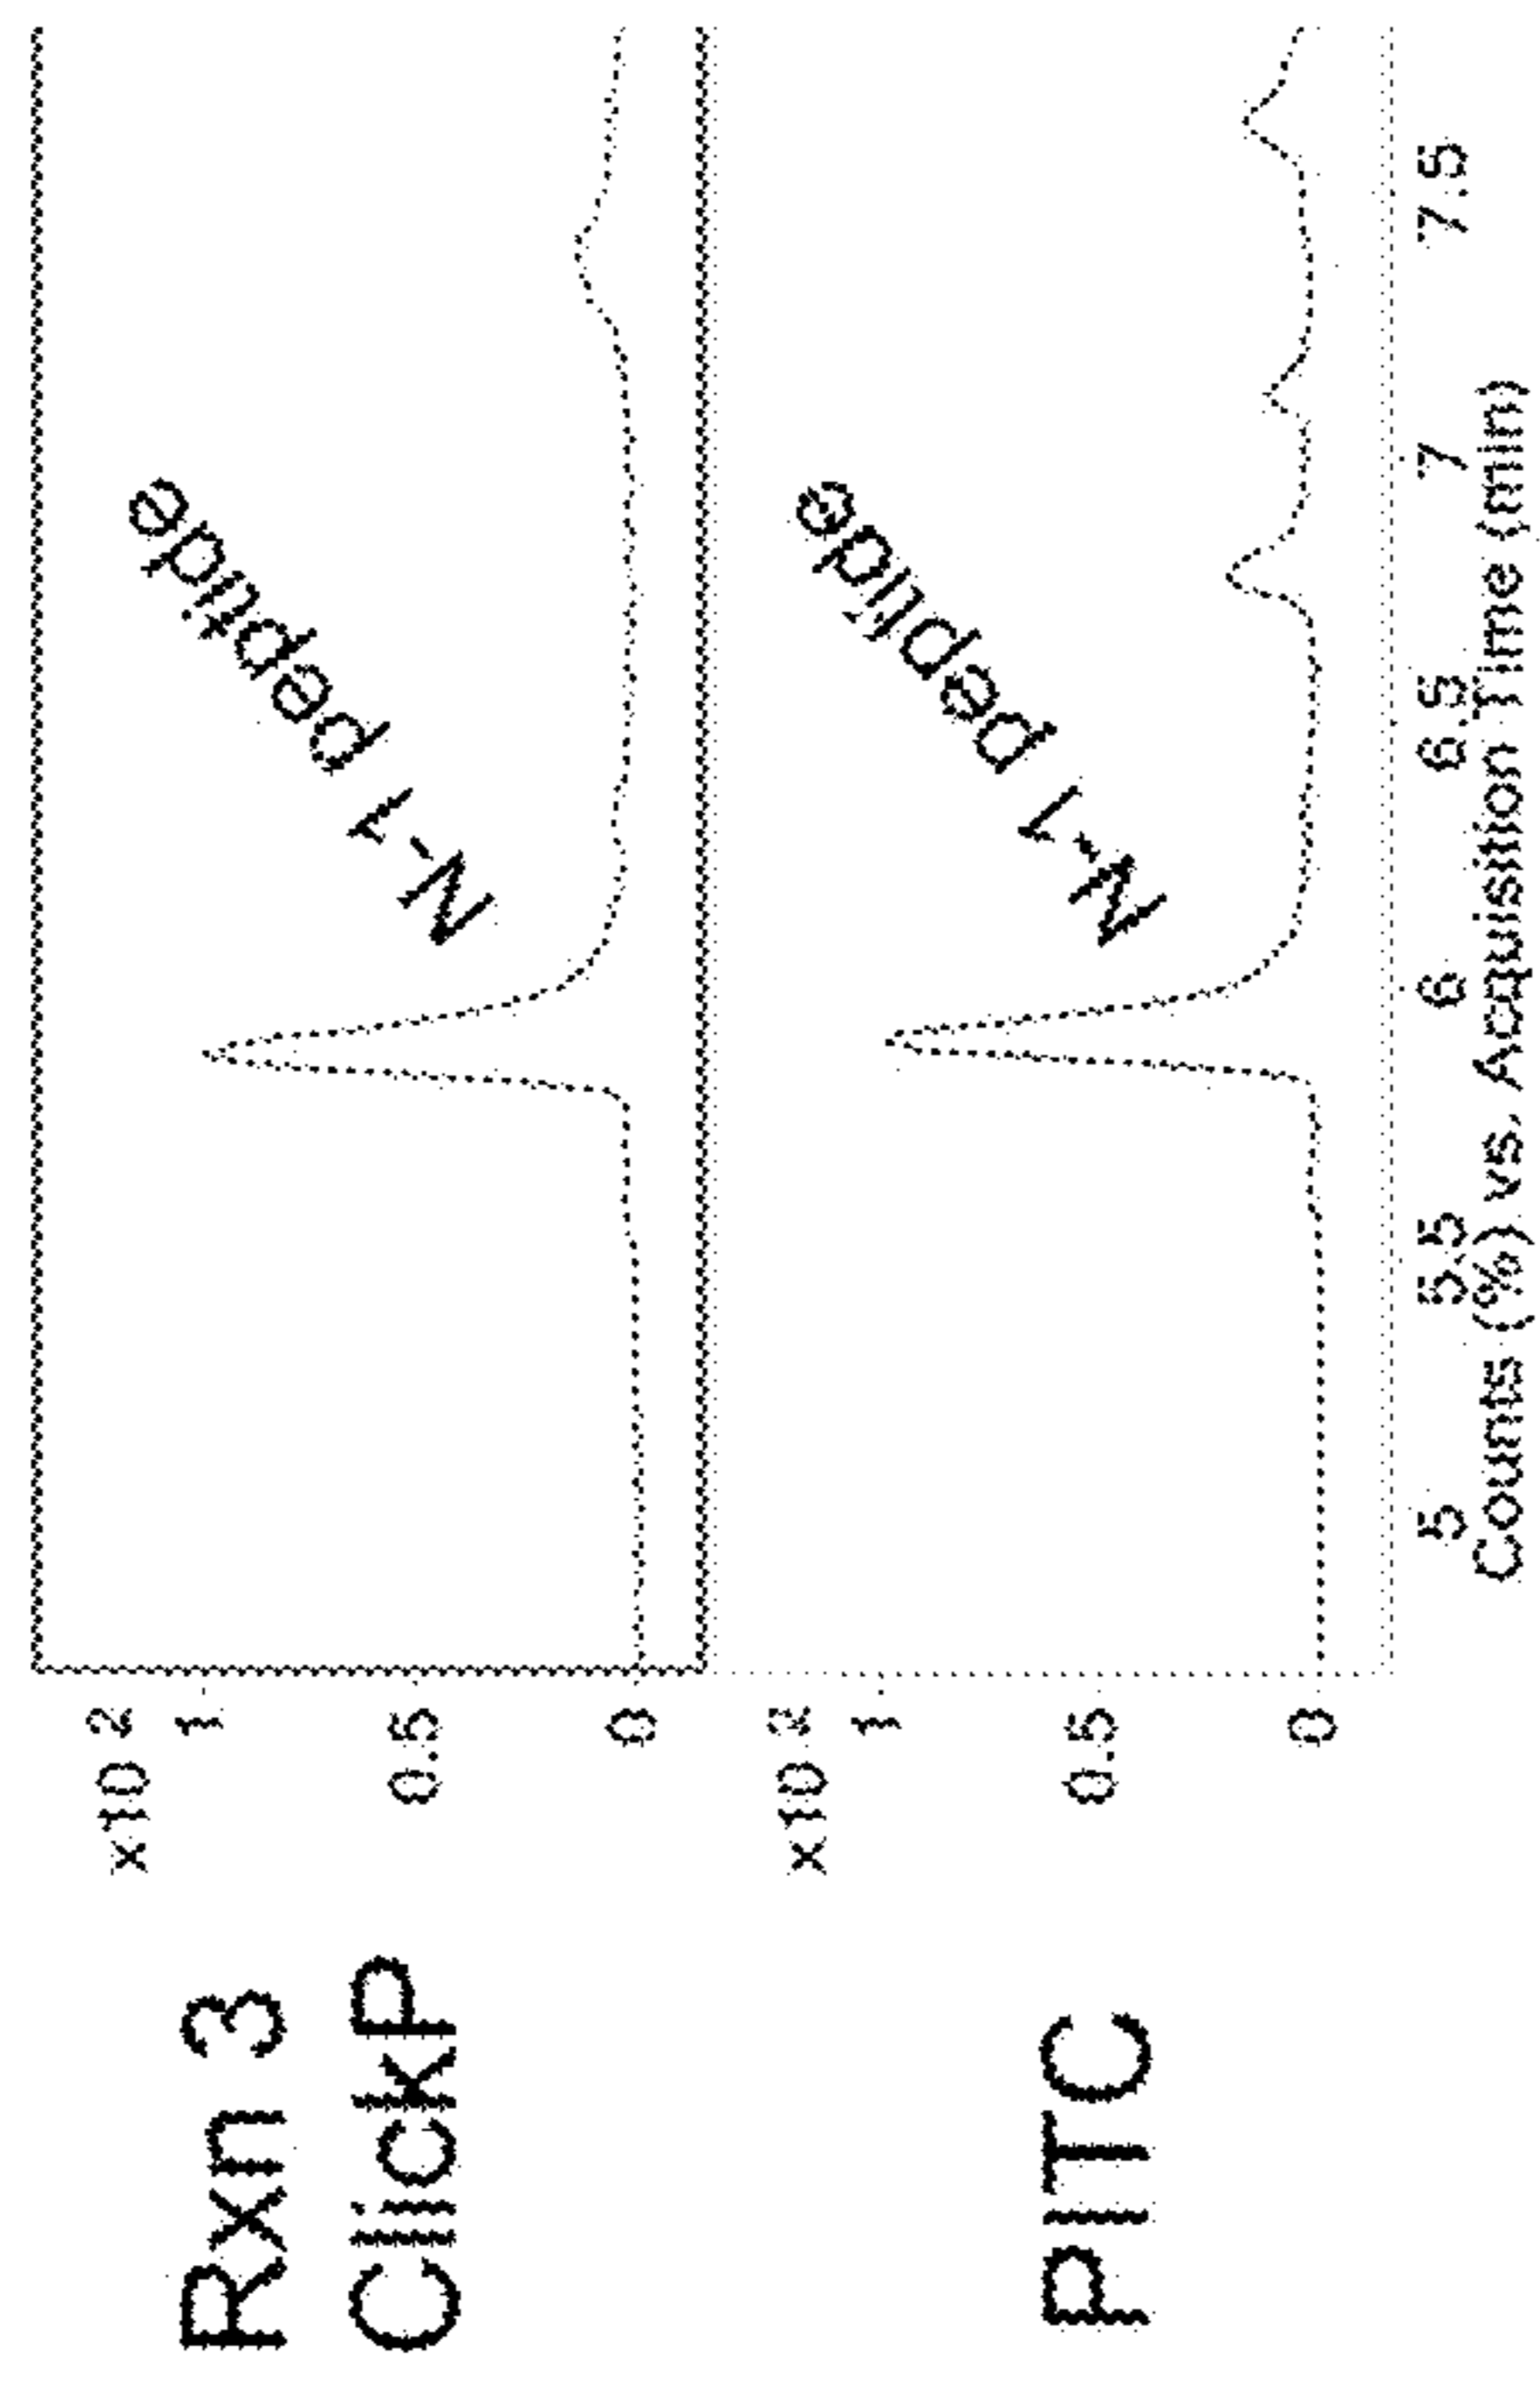 Rxn 3
ClickP
x10 2
1
0.5
0
N-1 peptide
PITC
x10 2
1
0.5
0
N-1 peptide
5 5.5 6 6.5 7 7.5
Counts (%) vs. Acquisition Time (min)